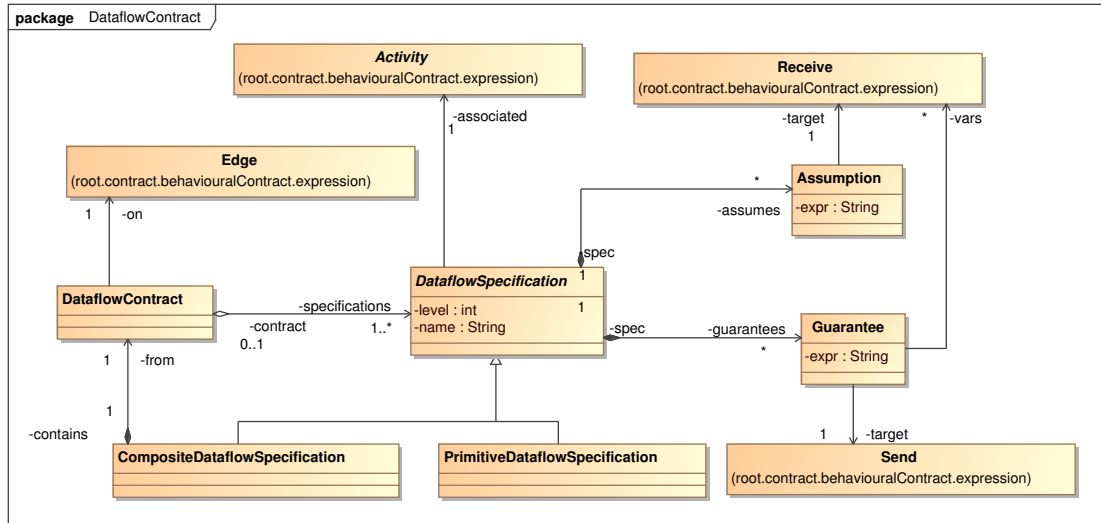 package DataflowContract
Activity
(root.contract.behaviouralContract.expression)
Receive
(root.contract.behaviouralContract.expression)
-associated
1
-target
1
*
-vars
Edge
(root.contract.behaviouralContract.expression)
Assumption
-expr : String
*
-assumes
1
-on
spec
1
DataflowSpecification
-level : int
-name : String
1
DataflowContract
-specifications
1..*
-contract
0..1
-spec
-guarantees
*
Guarantee
-expr : String
1
-from
1
-contains
1
-target
CompositeDataflowSpecification
PrimitiveDataflowSpecification
Send
(root.contract.behaviouralContract.expression)